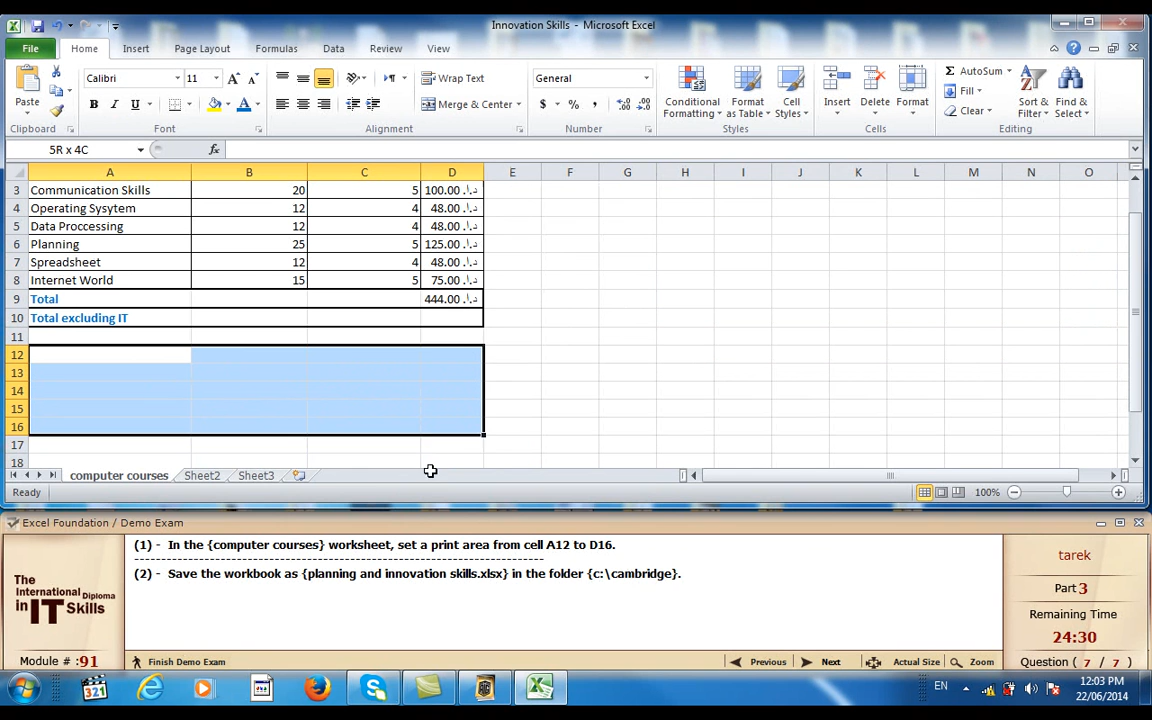 Innovation Skills - Microsoft Excel
File Home Insert Page Layout Formulas Data Review View
Calibri 11 Wrap Text General AutoSum
Paste Merge & Center $ % , Conditional Formatting Format as Table Cell Styles Insert Delete Format Fill Clear Sort & Filter Find & Select
Clipboard Font Alignment Number Styles Cells Editing
5R x 4C fx
A B C D E F G H I J K L M N O
3 Communication Skills 20 5 100.00 د.ا.
4 Operating Sysytem 12 4 48.00 د.ا.
5 Data Proccessing 12 4 48.00 د.ا.
6 Planning 25 5 125.00 د.ا.
7 Spreadsheet 12 4 48.00 د.ا.
8 Internet World 15 5 75.00 د.ا.
9 Total 444.00 د.ا.
10 Total excluding IT
11
12
13
14
15
16
17
18
computer courses Sheet2 Sheet3
Ready 100%
Excel Foundation / Demo Exam
(1) - In the {computer courses} worksheet, set a print area from cell A12 to D16.
(2) - Save the workbook as {planning and innovation skills.xlsx} in the folder {c:\cambridge}.
The International Diploma in IT Skills
Module # :91
tarek
Part 3
Remaining Time
24:30
Finish Demo Exam Previous Next Actual Size Zoom Question ( 7 / 7 )
321 EN 12:03 PM
22/06/2014